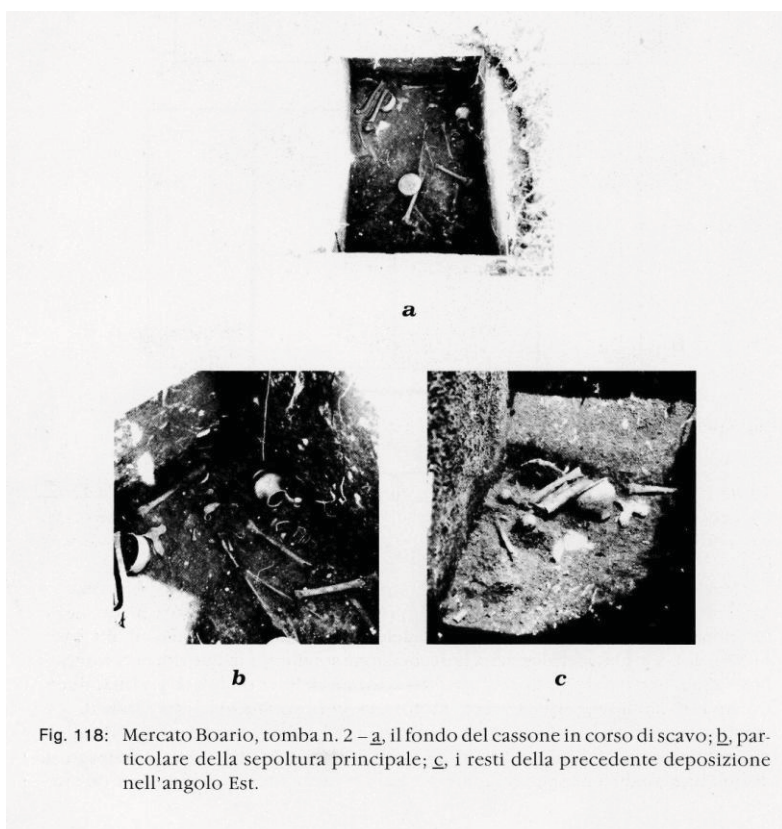 a
b
c
Fig. 118: Mercato Boario, tomba n. 2 – a, il fondo del cassone in corso di scavo; b, par-
ticolare della sepoltura principale; c, i resti della precedente deposizione
nell'angolo Est.